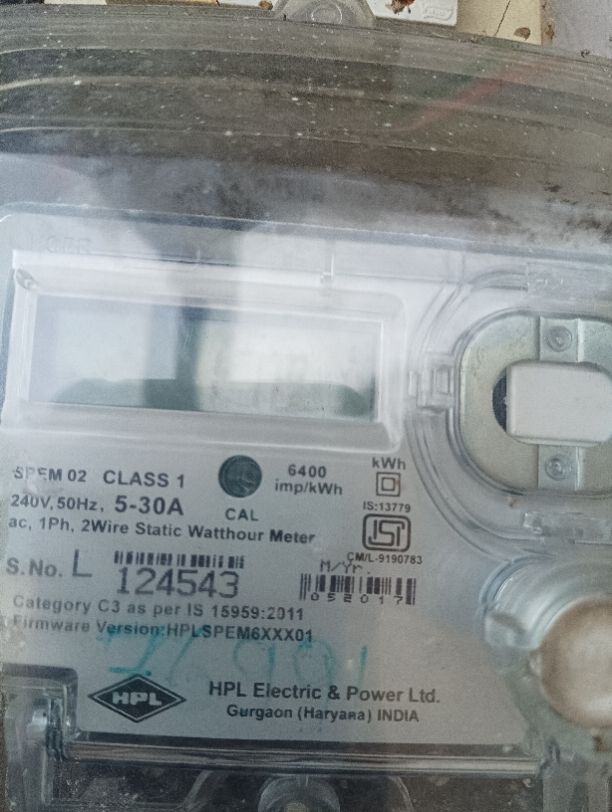 SPEM 02 CLASS 1
6400
imp/kWh
kWh
240V, 50Hz, 5-30A
CAL
IS:13779
ac, 1Ph, 2Wire Static Watthour Meter
ISI
CM/L-9190783
S.No. L 124543
M/Yr.
052017
Category C3 as per IS 15959:2011
Firmware Version:HPLSPEM6XXX01
HPL
HPL Electric & Power Ltd.
Gurgaon (Haryana) INDIA